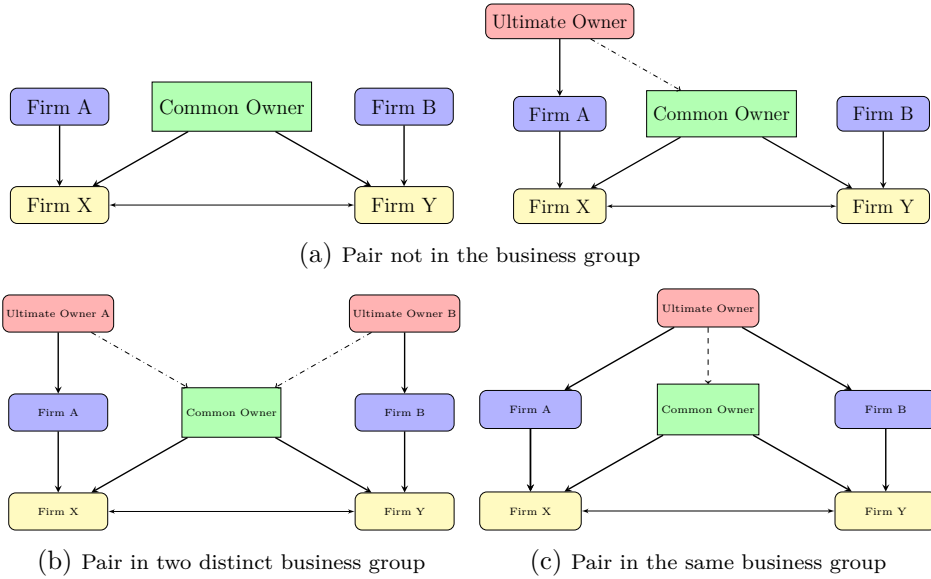 Ultimate Owner
Firm A
Common Owner
Firm B
Firm A
Common Owner
Firm B
Firm X
Firm Y
Firm X
Firm Y
(a) Pair not in the business group
Ultimate Owner A
Ultimate Owner B
Firm A
Common Owner
Firm B
Firm X
Firm Y
(b) Pair in two distinct business group
Ultimate Owner
Firm A
Common Owner
Firm B
Firm X
Firm Y
(c) Pair in the same business group